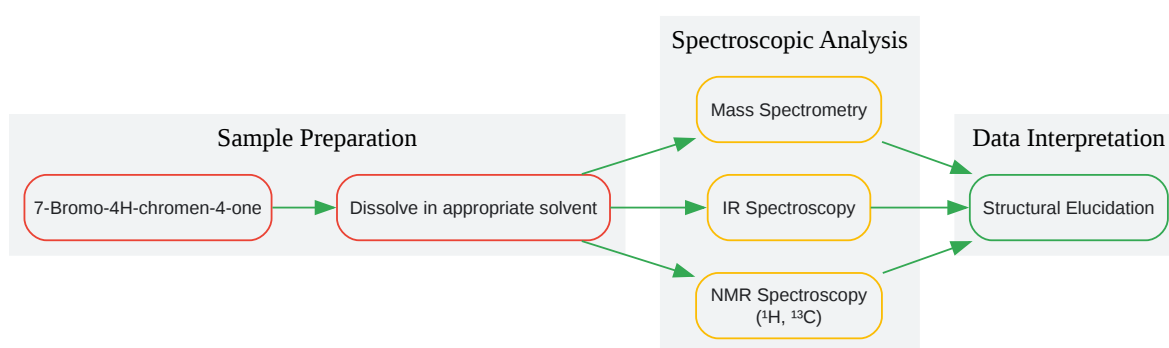 Sample Preparation
7-Bromo-4H-chromen-4-one
Dissolve in appropriate solvent
Spectroscopic Analysis
Mass Spectrometry
IR Spectroscopy
NMR Spectroscopy
(¹H, ¹³C)
Data Interpretation
Structural Elucidation